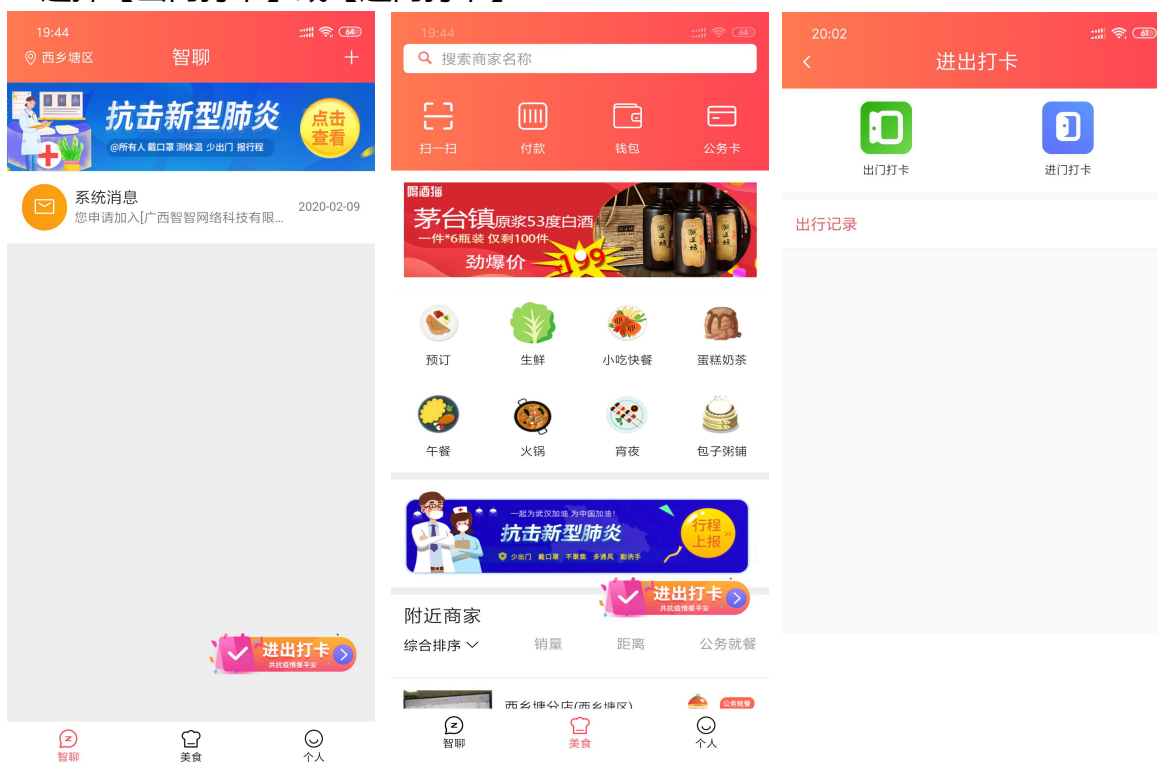 19:44
64
西乡塘区
智聊
抗击新型肺炎
@所有人 戴口罩 测体温 少出门 报行程
点击
查看
系统消息
您申请加入[广西智智网络科技有限...
2020-02-09
进出打卡
共抗疫情报平安
智聊
美食
个人
19:44
64
搜索商家名称
扫一扫
付款
钱包
公务卡
喝酒猫
茅台镇原浆53度白酒
一件*6瓶装 仅剩100件
劲爆价
199
预订
生鲜
小吃快餐
蛋糕奶茶
午餐
火锅
宵夜
包子粥铺
一起为武汉加油 为中国加油!
抗击新型肺炎
少出门 戴口罩 不聚集 多通风 勤洗手
行程
上报
进出打卡
共抗疫情报平安
附近商家
综合排序
销量
距离
公务就餐
西乡塘分店(西乡塘区)
公务就餐
智聊
美食
个人
20:02
61
进出打卡
出门打卡
进门打卡
出行记录